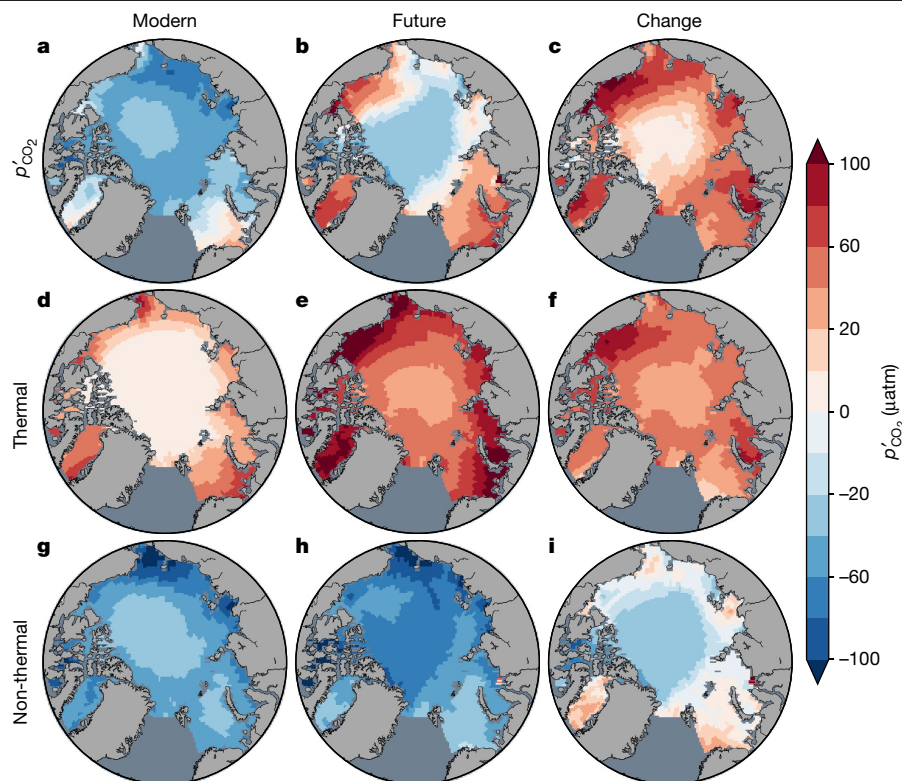 Modern Future Change
a b c
p′CO2
d e f
Thermal
g h i
Non-thermal
100
60
20
0
–20
–60
–100
p′CO2 (µatm)